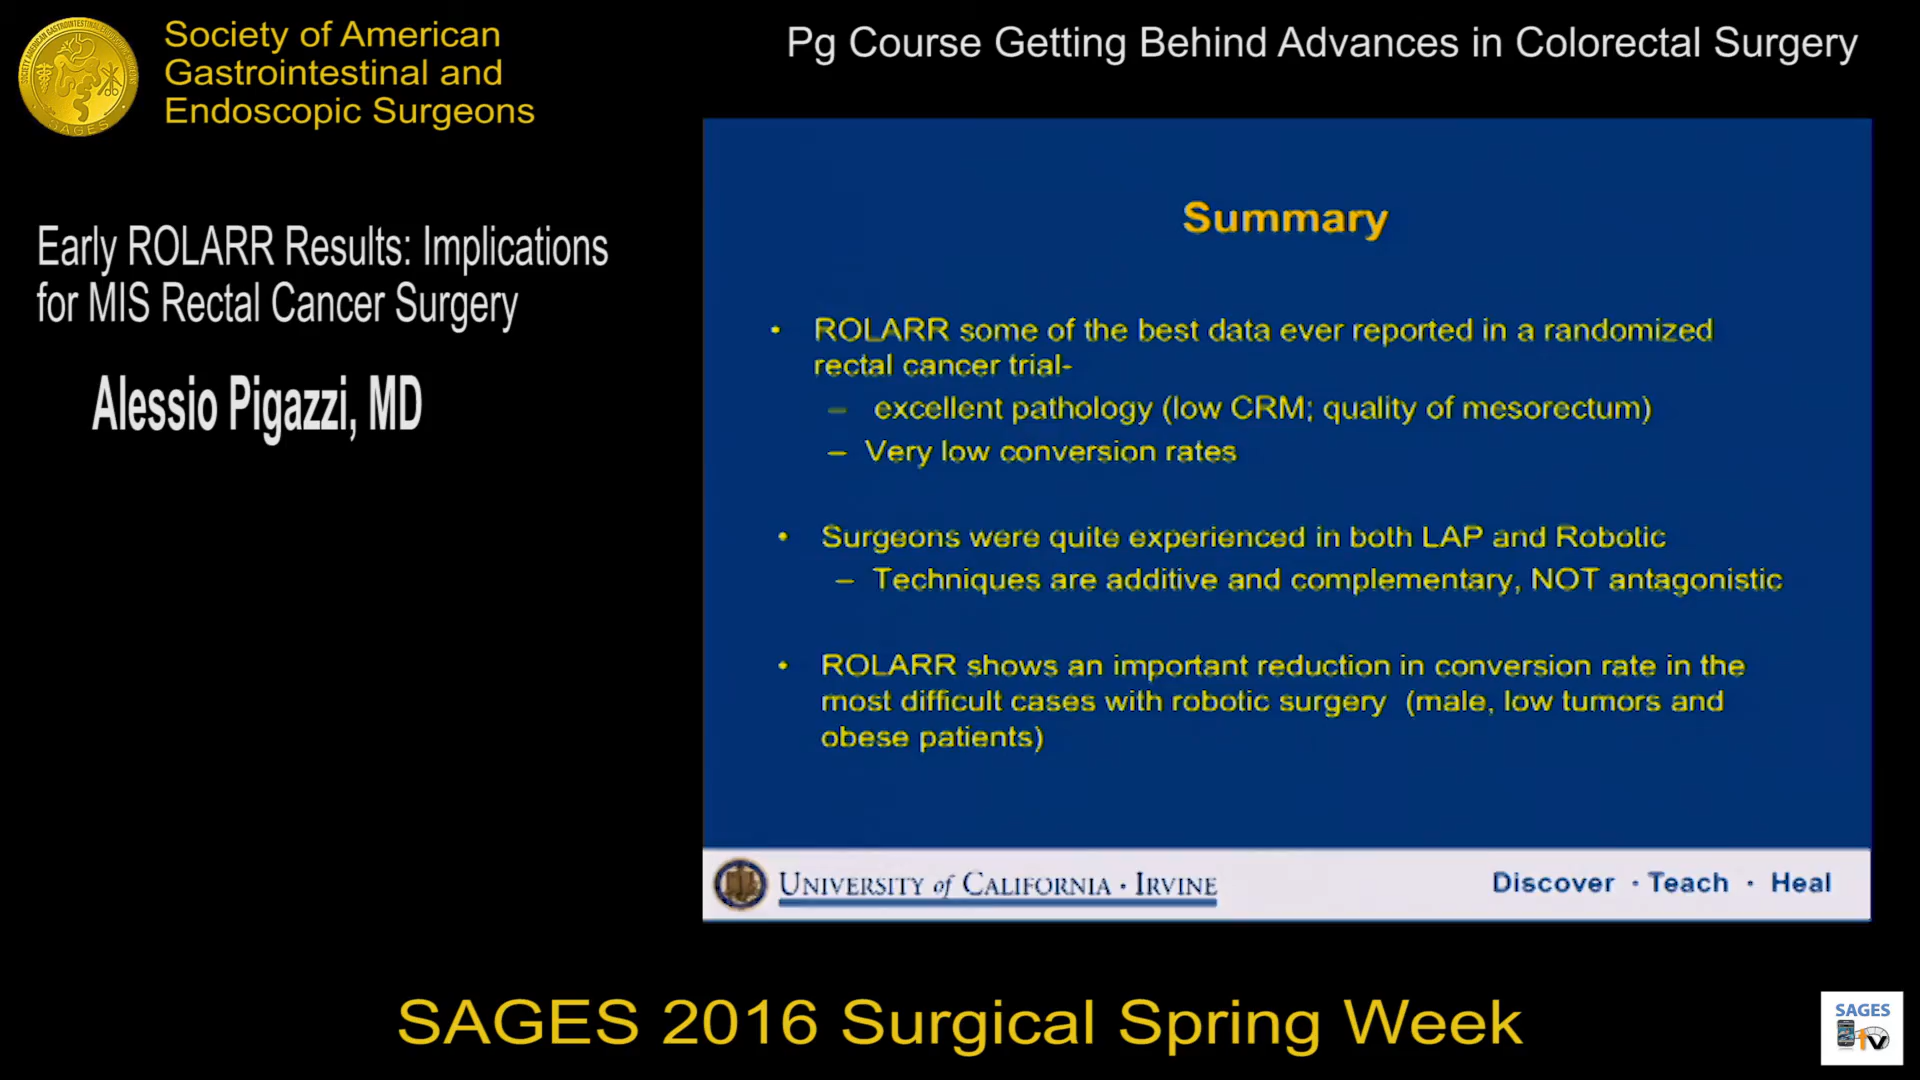 Society of American
Gastrointestinal and
Endoscopic Surgeons
SAGES
Pg Course Getting Behind Advances in Colorectal Surgery
Early ROLARR Results: Implications
for MIS Rectal Cancer Surgery
Alessio Pigazzi, MD
Summary
• ROLARR some of the best data ever reported in a randomized
rectal cancer trial-
– excellent pathology (low CRM; quality of mesorectum)
– Very low conversion rates
• Surgeons were quite experienced in both LAP and Robotic
– Techniques are additive and complementary, NOT antagonistic
• ROLARR shows an important reduction in conversion rate in the
most difficult cases with robotic surgery (male, low tumors and
obese patients)
UNIVERSITY of CALIFORNIA • IRVINE
Discover • Teach • Heal
SAGES 2016 Surgical Spring Week
SAGES
tv